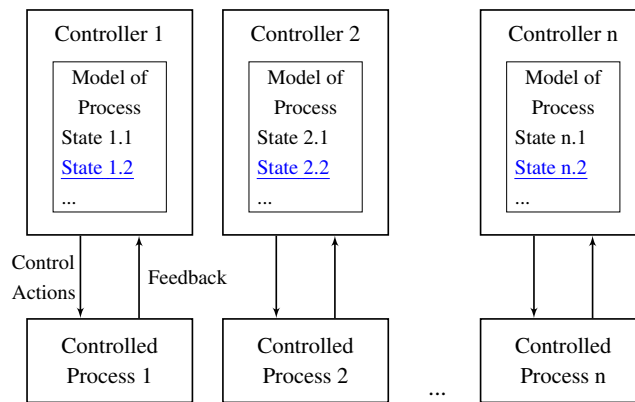 Controller 1
Model of
Process
State 1.1
State 1.2
...
Controller 2
Model of
Process
State 2.1
State 2.2
...
Controller n
Model of
Process
State n.1
State n.2
...
Control
Actions
Feedback
Controlled
Process 1
Controlled
Process 2
...
Controlled
Process n